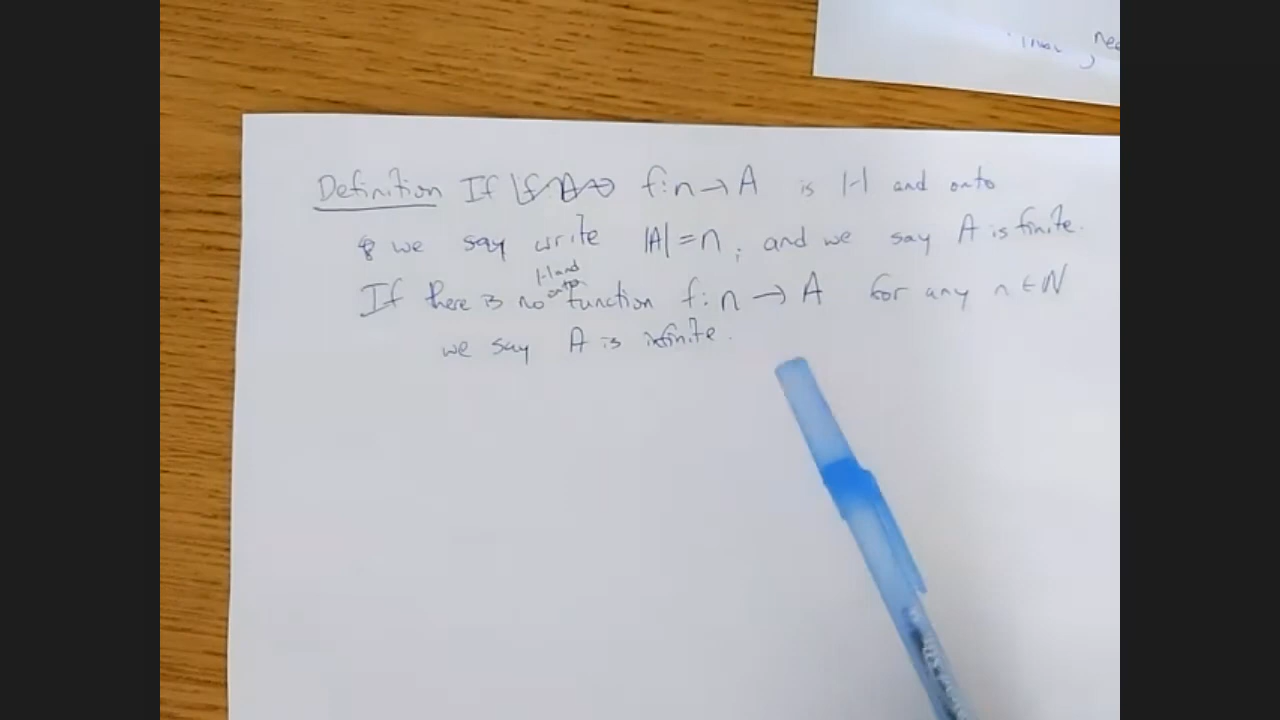 nee
Definition If f:n→A is 1-1 and onto
we say write |A|=n, and we say A is finite.
1-1 and
onto
If there is no function f:n→A for any n∈N
we say A is infinite.